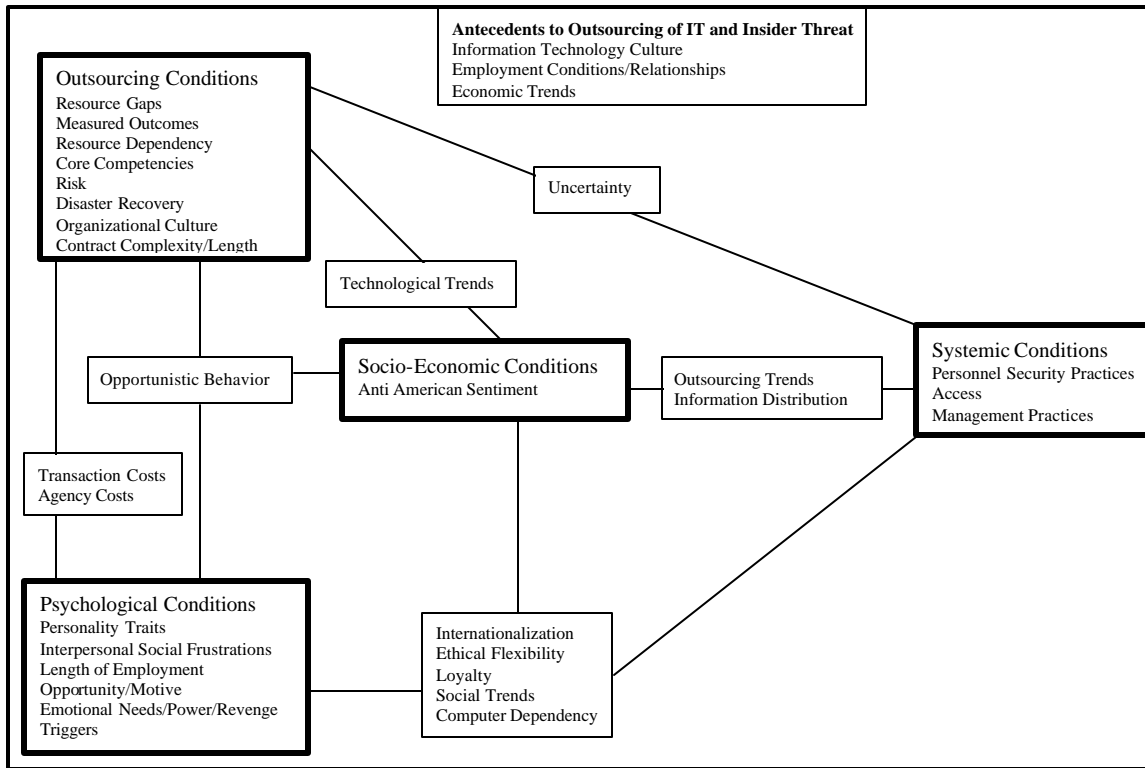 Antecedents to Outsourcing of IT and Insider Threat
Information Technology Culture
Employment Conditions/Relationships
Economic Trends
Outsourcing Conditions
Resource Gaps
Measured Outcomes
Resource Dependency
Core Competencies
Risk
Disaster Recovery
Organizational Culture
Contract Complexity/Length
Uncertainty
Technological Trends
Opportunistic Behavior
Socio-Economic Conditions
Anti American Sentiment
Outsourcing Trends
Information Distribution
Systemic Conditions
Personnel Security Practices
Access
Management Practices
Transaction Costs
Agency Costs
Psychological Conditions
Personality Traits
Interpersonal Social Frustrations
Length of Employment
Opportunity/Motive
Emotional Needs/Power/Revenge
Triggers
Internationalization
Ethical Flexibility
Loyalty
Social Trends
Computer Dependency